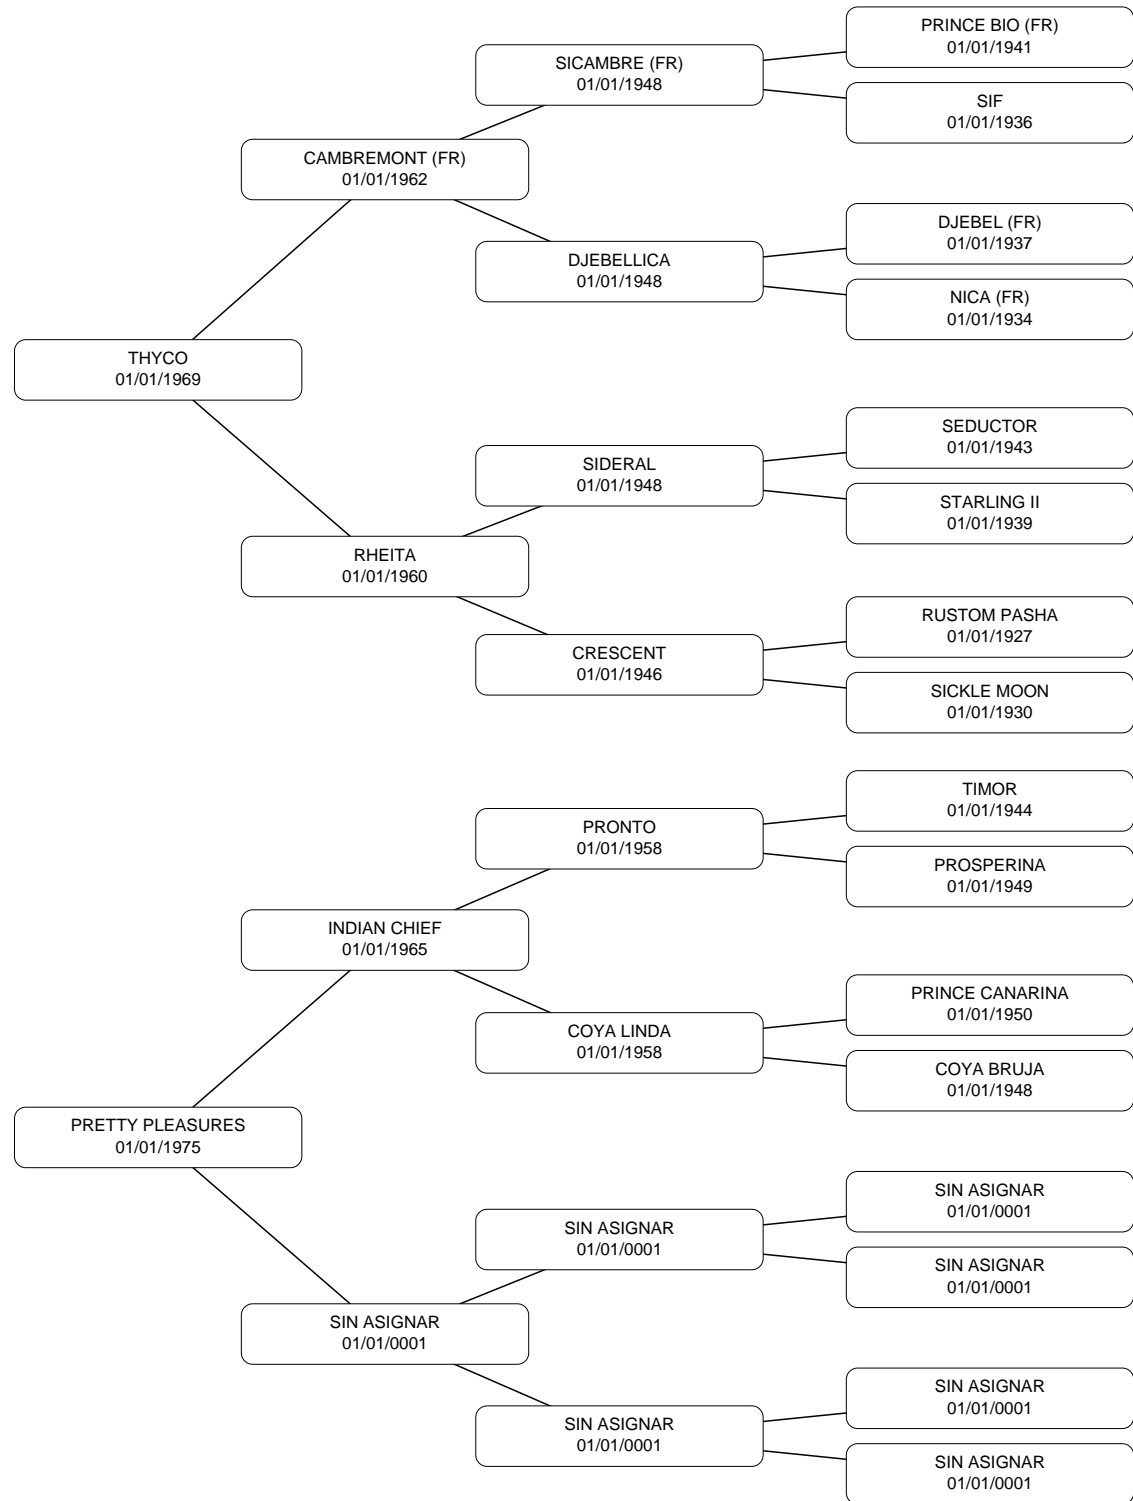 PRINCE BIO (FR)
01/01/1941
SICAMBRE (FR)
01/01/1948
SIF
01/01/1936
CAMBREMONT (FR)
01/01/1962
DJEBEL (FR)
01/01/1937
DJEBELLICA
01/01/1948
NICA (FR)
01/01/1934
THYCO
01/01/1969
SEDUCTOR
01/01/1943
SIDERAL
01/01/1948
STARLING II
01/01/1939
RHEITA
01/01/1960
RUSTOM PASHA
01/01/1927
CRESCENT
01/01/1946
SICKLE MOON
01/01/1930
TIMOR
01/01/1944
PRONTO
01/01/1958
PROSPERINA
01/01/1949
INDIAN CHIEF
01/01/1965
PRINCE CANARINA
01/01/1950
COYA LINDA
01/01/1958
COYA BRUJA
01/01/1948
PRETTY PLEASURES
01/01/1975
SIN ASIGNAR
01/01/0001
SIN ASIGNAR
01/01/0001
SIN ASIGNAR
01/01/0001
SIN ASIGNAR
01/01/0001
SIN ASIGNAR
01/01/0001
SIN ASIGNAR
01/01/0001
SIN ASIGNAR
01/01/0001